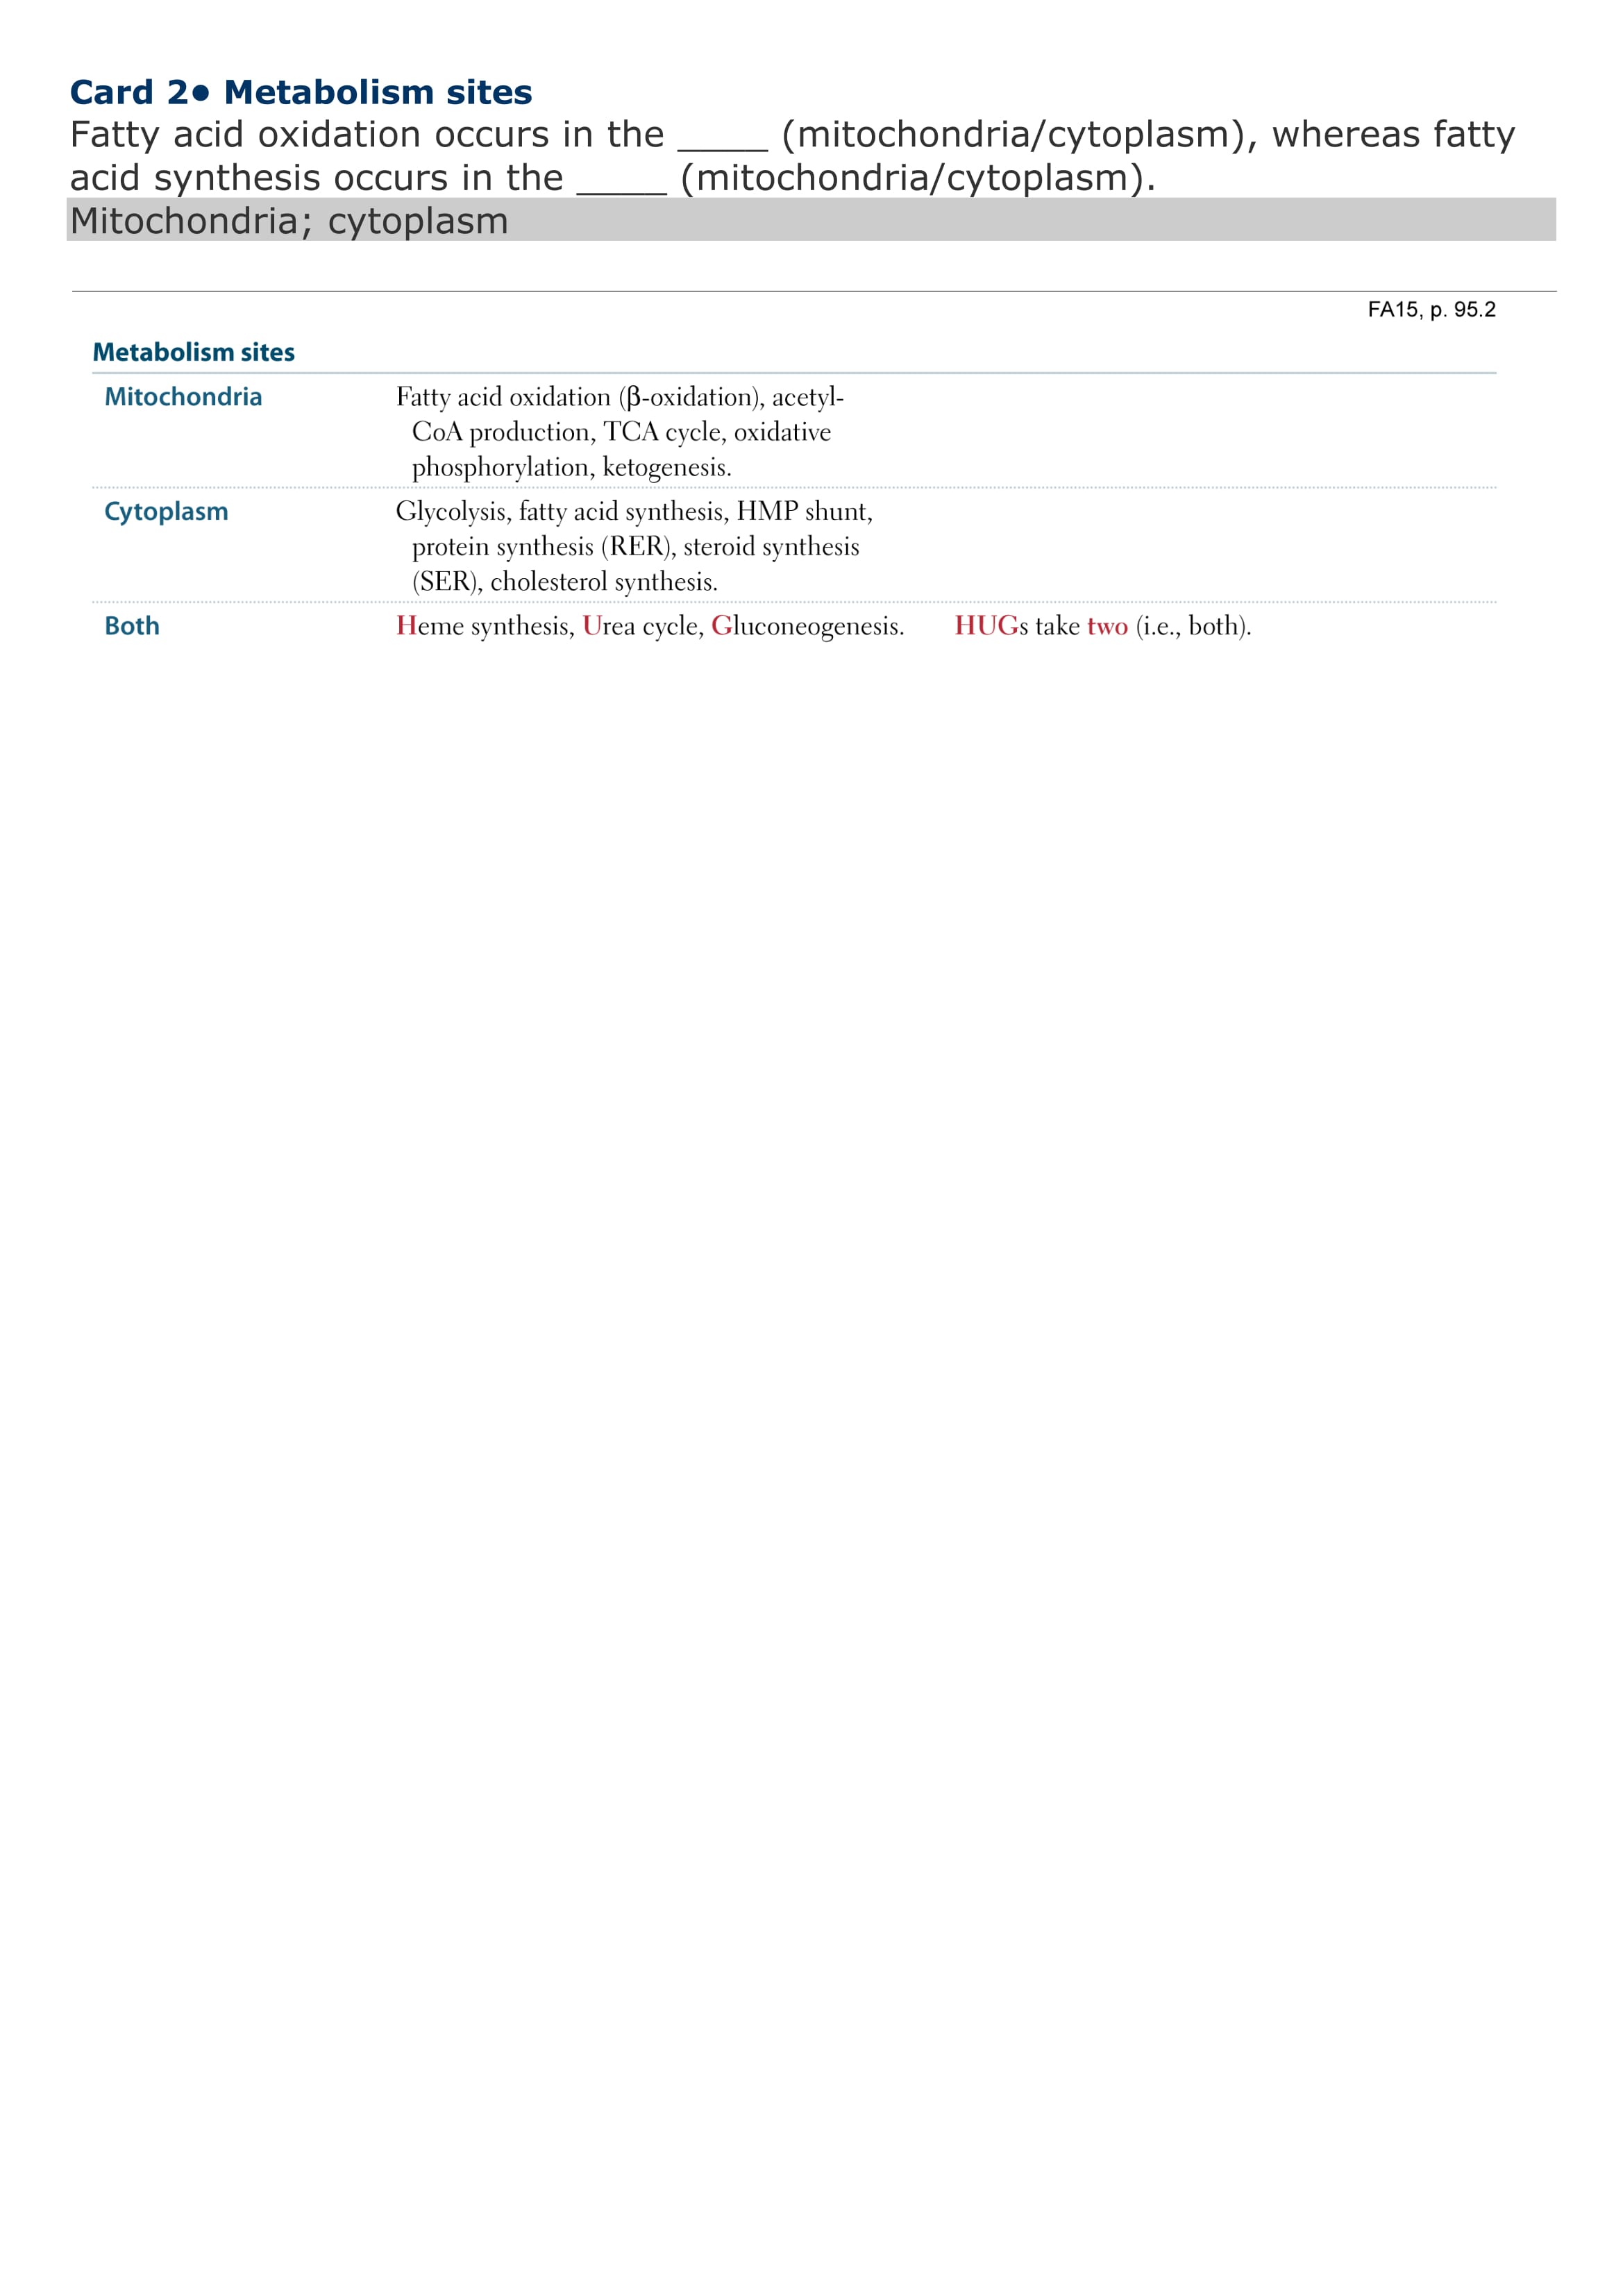 Card 2● Metabolism sites
Fatty acid oxidation occurs in the ____ (mitochondria/cytoplasm), whereas fatty
acid synthesis occurs in the ____ (mitochondria/cytoplasm).
Mitochondria; cytoplasm
FA15, p. 95.2
Metabolism sites
Mitochondria
Fatty acid oxidation (β-oxidation), acetyl-
CoA production, TCA cycle, oxidative
phosphorylation, ketogenesis.
Cytoplasm
Glycolysis, fatty acid synthesis, HMP shunt,
protein synthesis (RER), steroid synthesis
(SER), cholesterol synthesis.
Both
Heme synthesis, Urea cycle, Gluconeogenesis.
HUGs take two (i.e., both).